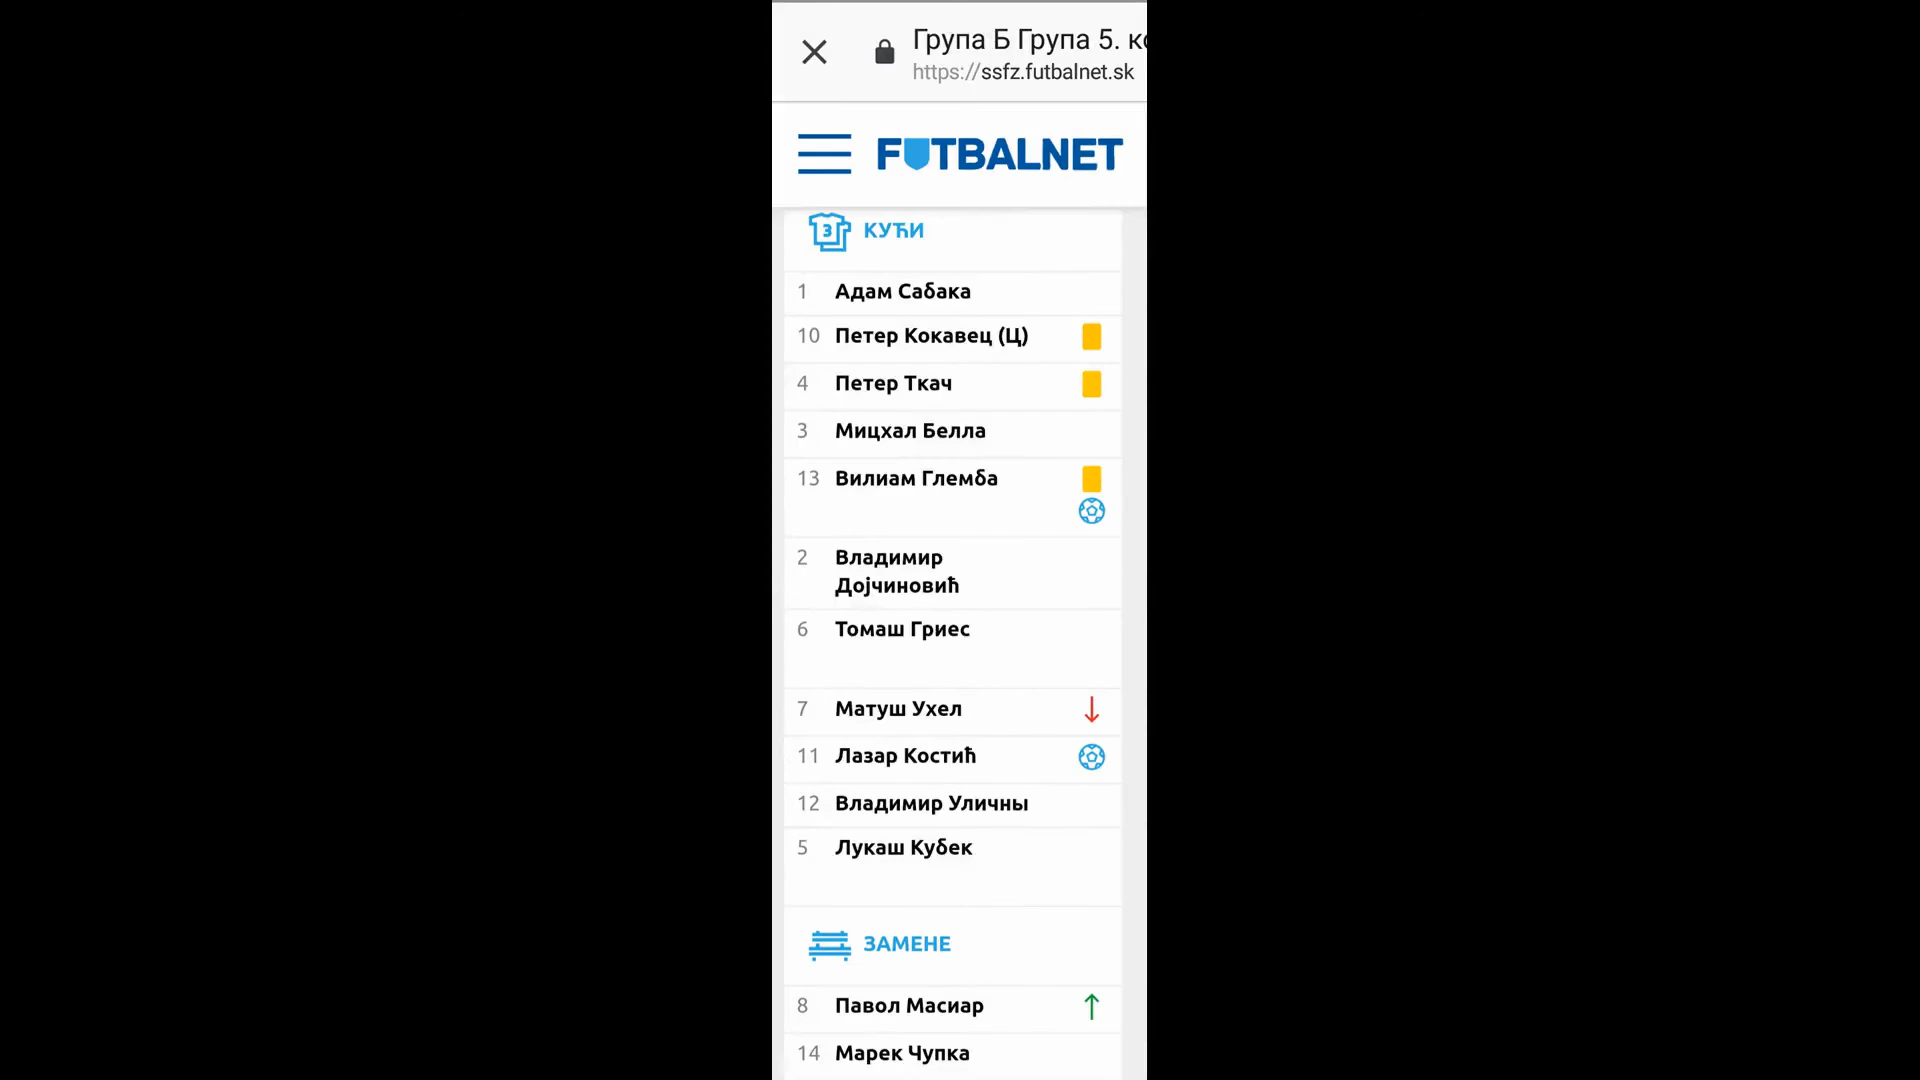 Група Б Група 5. кс
https://ssfz.futbalnet.sk
FUTBALNET
3 КУЋИ
1 Адам Сабака
10 Петер Кокавец (Ц)
4 Петер Ткач
3 Мицхал Белла
13 Вилиам Глемба
2 Владимир
Дојчиновић
6 Томаш Гриес
7 Матуш Ухел
11 Лазар Костић
12 Владимир Уличны
5 Лукаш Кубек
ЗАМЕНЕ
8 Павол Масиар
14 Марек Чупка